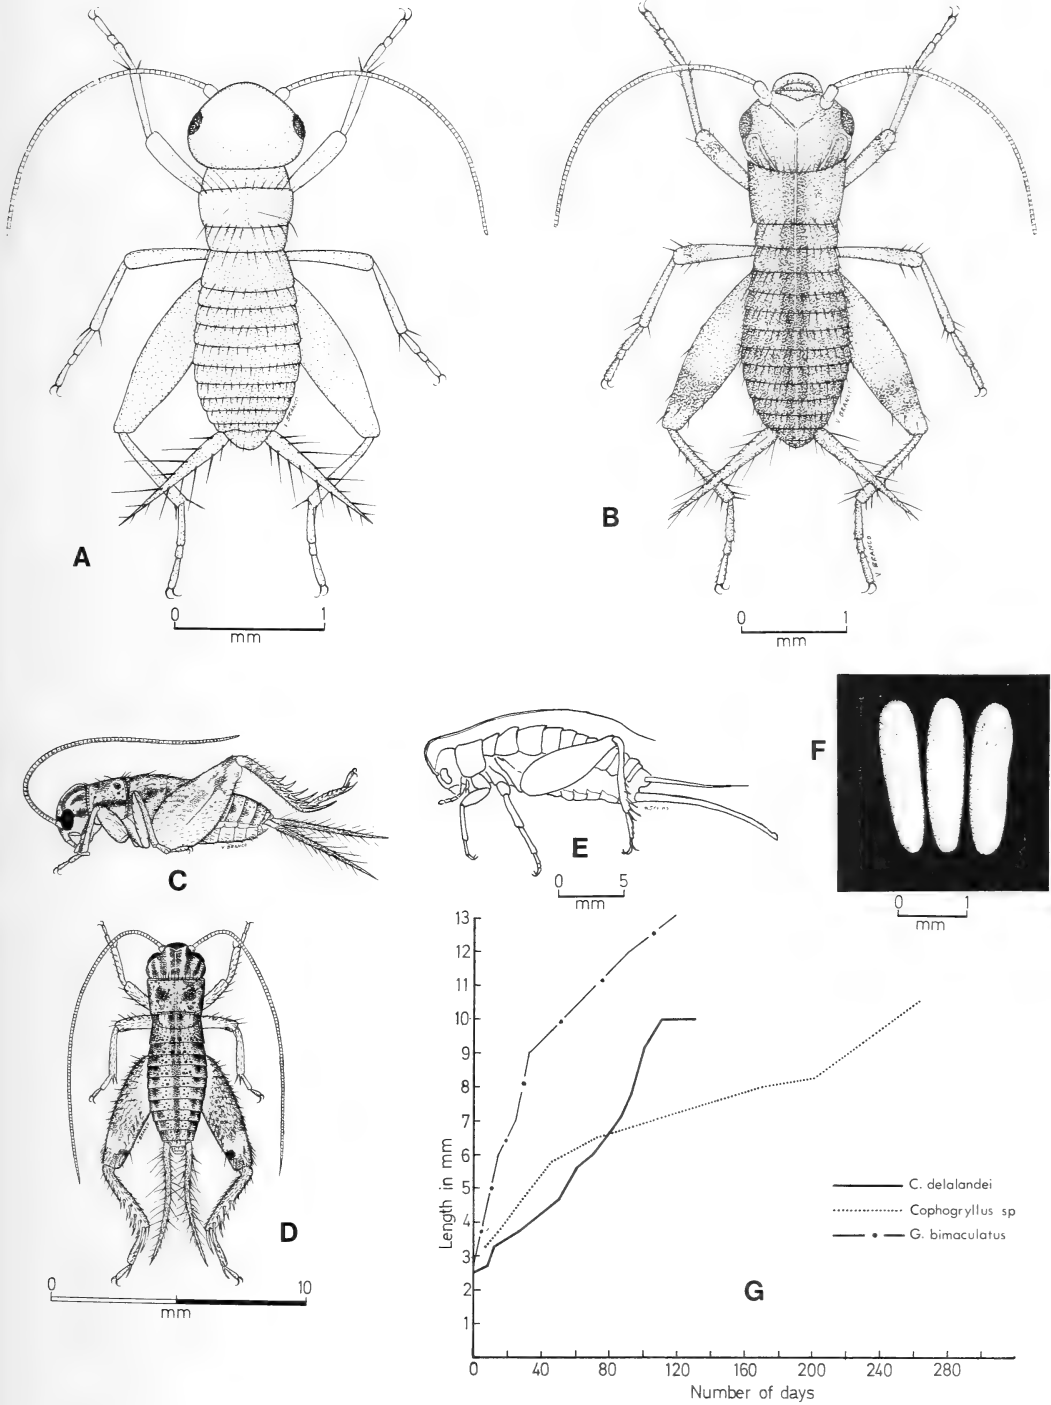 A
0 1
mm
B
V BRANCO
0 1
mm
C
V. BRANCO
D
0 10
mm
E
0 5
mm
F
0 1
mm
13
12
11
10
9
8
7
6
5
4
3
2
1
Length in mm
0 40 80 120 160 200 240 280
Number of days
C. delalandei
Cophogryllus sp
G. bimaculatus
G